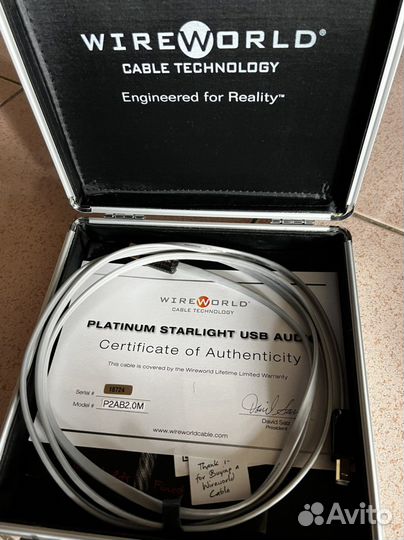 WIREWORLD®
CABLE TECHNOLOGY
Engineered for Reality™
WIREWORLD®
CABLE TECHNOLOGY
PLATINUM STARLIGHT USB AUD
Certificate of Authenticity
This cable is covered by the Wireworld Lifetime Limited Warranty
Serial # 18724
Model # P2AB2.0M
David Salz
President
www.wireworldcable.com
Thank U
for Buying a
Wireworld
Cable
Avito